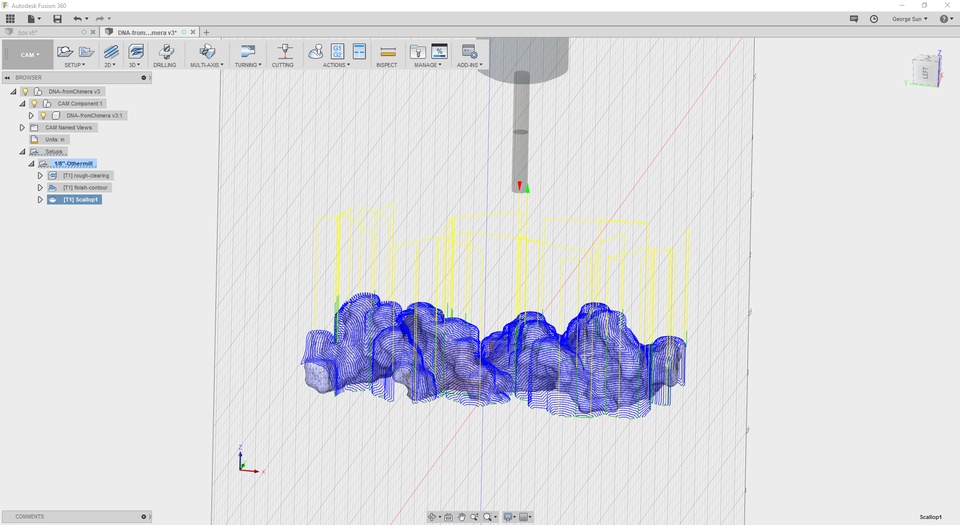 Autodesk Fusion 360
box v6*
DNA-from...mera v3*
George Sun
CAM
SETUP
2D
3D
DRILLING
MULTI-AXIS
TURNING
CUTTING
G1
G2
ACTIONS
INSPECT
MANAGE
ADD-INS
BROWSER
DNA-fromChimera v3
CAM Component 1
DNA-fromChimera v3:1
CAM Named Views
Units: in
Setups
1/8"-Othermill
[T1] rough-clearing
[T1] finish-contour
[T1] Scallop1
Z
LEFT
Y
X
Z
X
COMMENTS
Scallop1